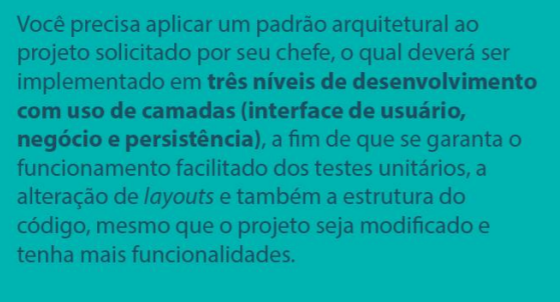 Você precisa aplicar um padrão arquitetural ao
projeto solicitado por seu chefe, o qual deverá ser
implementado em três níveis de desenvolvimento
com uso de camadas (interface de usuário,
negócio e persistência), a fim de que se garanta o
funcionamento facilitado dos testes unitários, a
alteração de layouts e também a estrutura do
código, mesmo que o projeto seja modificado e
tenha mais funcionalidades.